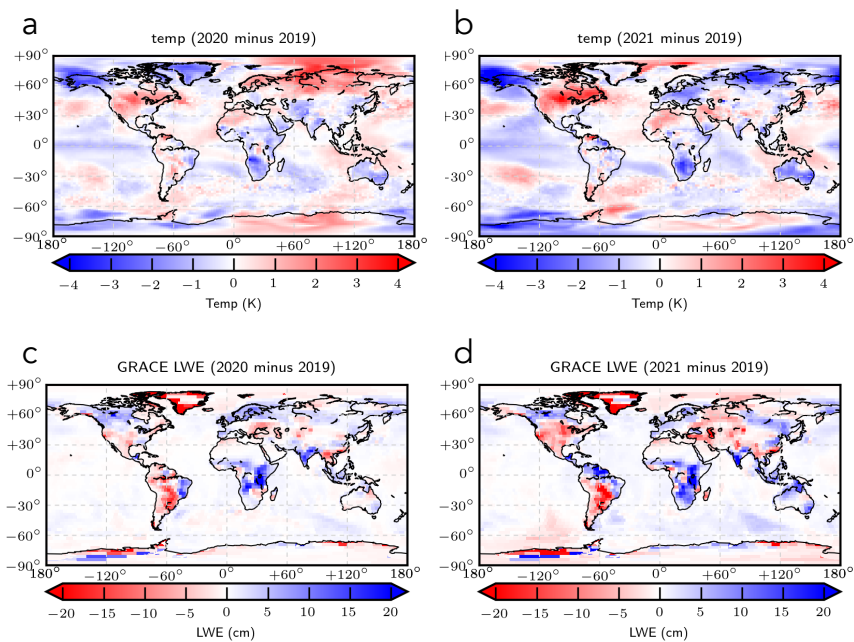 a
b
temp (2020 minus 2019)
temp (2021 minus 2019)
+90°
+60°
+30°
0°
−30°
−60°
−90°
180° −120° −60° 0° +60° +120° 180°
−4 −3 −2 −1 0 1 2 3 4
Temp (K)
+90°
+60°
+30°
0°
−30°
−60°
−90°
180° −120° −60° 0° +60° +120° 180°
−4 −3 −2 −1 0 1 2 3 4
Temp (K)
c
d
GRACE LWE (2020 minus 2019)
GRACE LWE (2021 minus 2019)
+90°
+60°
+30°
0°
−30°
−60°
−90°
180° −120° −60° 0° +60° +120° 180°
−20 −15 −10 −5 0 5 10 15 20
LWE (cm)
+90°
+60°
+30°
0°
−30°
−60°
−90°
180° −120° −60° 0° +60° +120° 180°
−20 −15 −10 −5 0 5 10 15 20
LWE (cm)